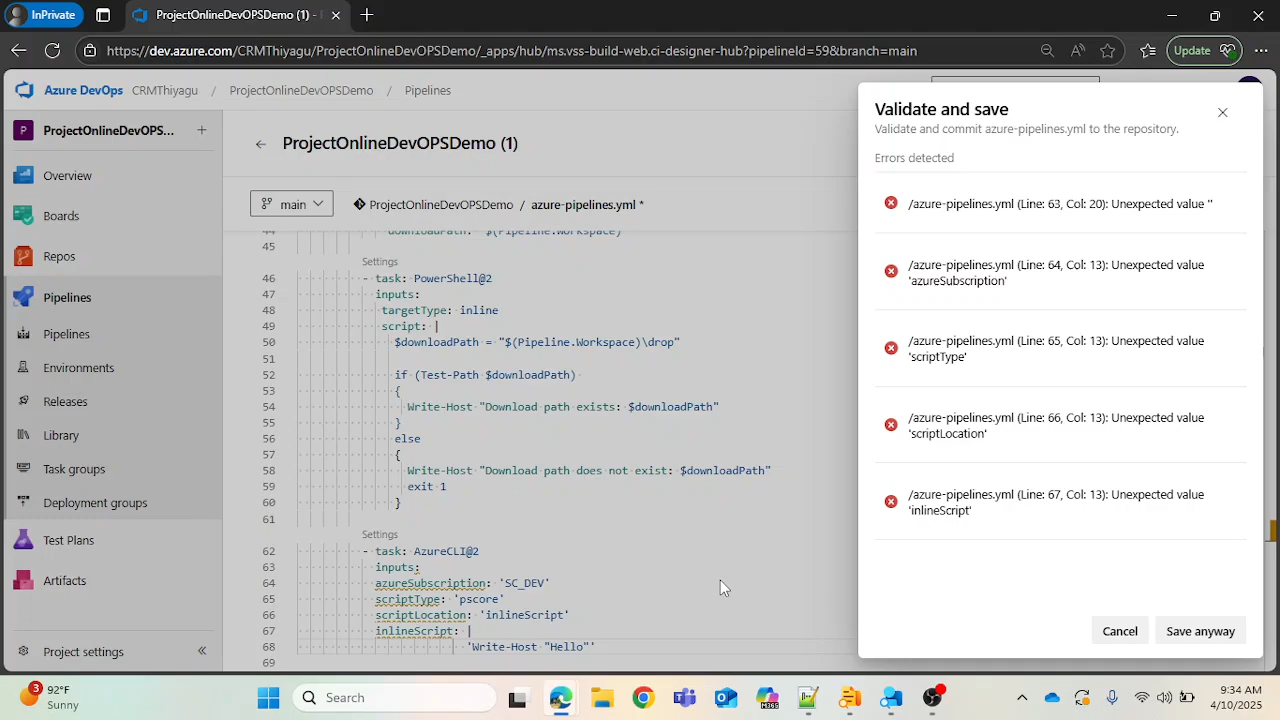 InPrivate
ProjectOnlineDevOPSDemo (1) -
https://dev.azure.com/CRMThiyagu/ProjectOnlineDevOPSDemo/_apps/hub/ms.vss-build-web.ci-designer-hub?pipelineId=59&branch=main
Update
Azure DevOps CRMThiyagu / ProjectOnlineDevOPSDemo / Pipelines
P ProjectOnlineDevOPS...
Overview
Boards
Repos
Pipelines
Pipelines
Environments
Releases
Library
Task groups
Deployment groups
Test Plans
Artifacts
Project settings
ProjectOnlineDevOPSDemo (1)
main
ProjectOnlineDevOPSDemo / azure-pipelines.yml *
44 downloadPath: '$(Pipeline.Workspace)'
45
Settings
46 - task: PowerShell@2
47 inputs:
48 targetType: inline
49 script: |
50 $downloadPath = "$(Pipeline.Workspace)\drop"
51
52 if (Test-Path $downloadPath)
53 {
54 Write-Host "Download path exists: $downloadPath"
55 }
56 else
57 {
58 Write-Host "Download path does not exist: $downloadPath"
59 exit 1
60 }
61
Settings
62 - task: AzureCLI@2
63 inputs:
64 azureSubscription: 'SC_DEV'
65 scriptType: 'pscore'
66 scriptLocation: 'inlineScript'
67 inlineScript: |
68 'Write-Host "Hello"'
69
Validate and save
Validate and commit azure-pipelines.yml to the repository.
Errors detected
/azure-pipelines.yml (Line: 63, Col: 20): Unexpected value ''
/azure-pipelines.yml (Line: 64, Col: 13): Unexpected value
'azureSubscription'
/azure-pipelines.yml (Line: 65, Col: 13): Unexpected value
'scriptType'
/azure-pipelines.yml (Line: 66, Col: 13): Unexpected value
'scriptLocation'
/azure-pipelines.yml (Line: 67, Col: 13): Unexpected value
'inlineScript'
Cancel
Save anyway
3
92°F
Sunny
Search
9:34 AM
4/10/2025